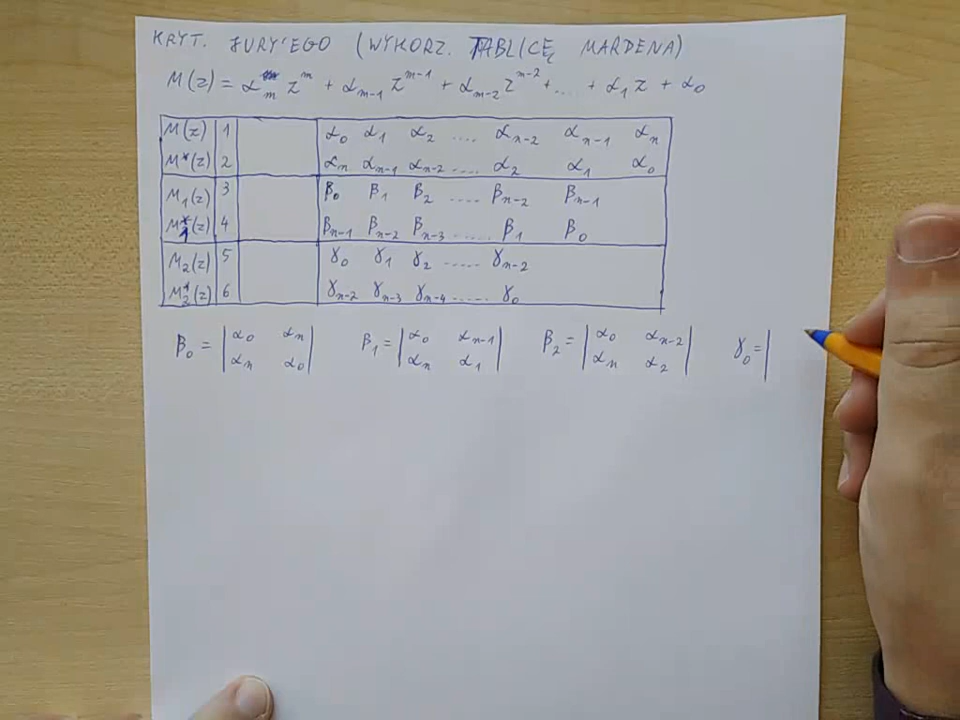 KRYT. JURY'EGO (WYKORZ. TABLICĘ MARDENA)
M(z) = αₘ zᵐ + αₘ₋₁ zᵐ⁻¹ + αₘ₋₂ zᵐ⁻² + ... + α₁ z + α₀
M(z) 1 α₀ α₁ α₂ .... αₙ₋₂ αₙ₋₁ αₙ
M*(z) 2 αₙ αₙ₋₁ αₙ₋₂ ..... α₂ α₁ α₀
M₁(z) 3 β₀ β₁ β₂ ..... βₙ₋₂ βₙ₋₁
M₁*(z) 4 βₙ₋₁ βₙ₋₂ βₙ₋₃ ...... β₁ β₀
M₂(z) 5 γ₀ γ₁ γ₂ ..... γₙ₋₂
M₂*(z) 6 γₙ₋₂ γₙ₋₃ γₙ₋₄ ...... γ₀
β₀ = | α₀ αₙ | β₁ = | α₀ αₙ₋₁ | β₂ = | α₀ αₙ₋₂ | γ₀ = |
| αₙ α₀ | | αₙ α₁ | | αₙ α₂ |